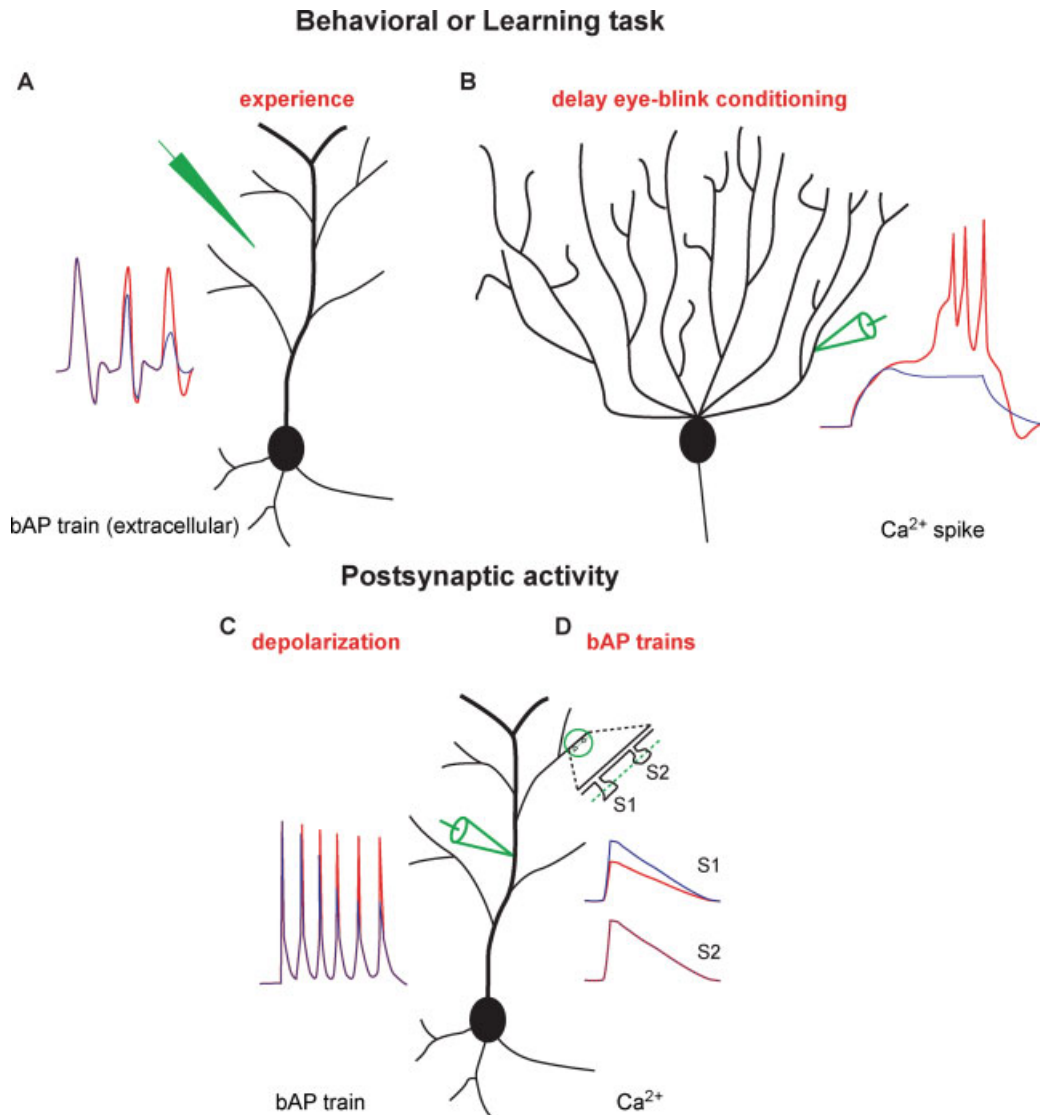 Behavioral or Learning task
A
experience
B
delay eye-blink conditioning
bAP train (extracellular)
Ca²⁺ spike
Postsynaptic activity
C
depolarization
D
bAP trains
S2
S1
S1
S2
bAP train
Ca²⁺